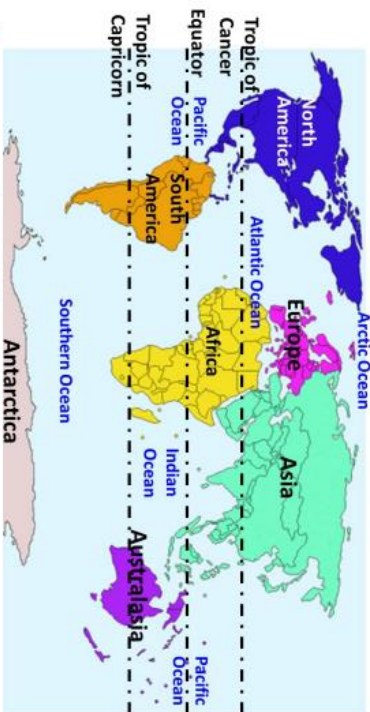 Arctic Ocean
North
America
Europe
Asia
Atlantic Ocean
Tropic of
Cancer
Africa
Pacific
Ocean
Equator
South
America
Indian
Ocean
Pacific
Ocean
Tropic of
Capricorn
Australasia
Southern Ocean
Antarctica